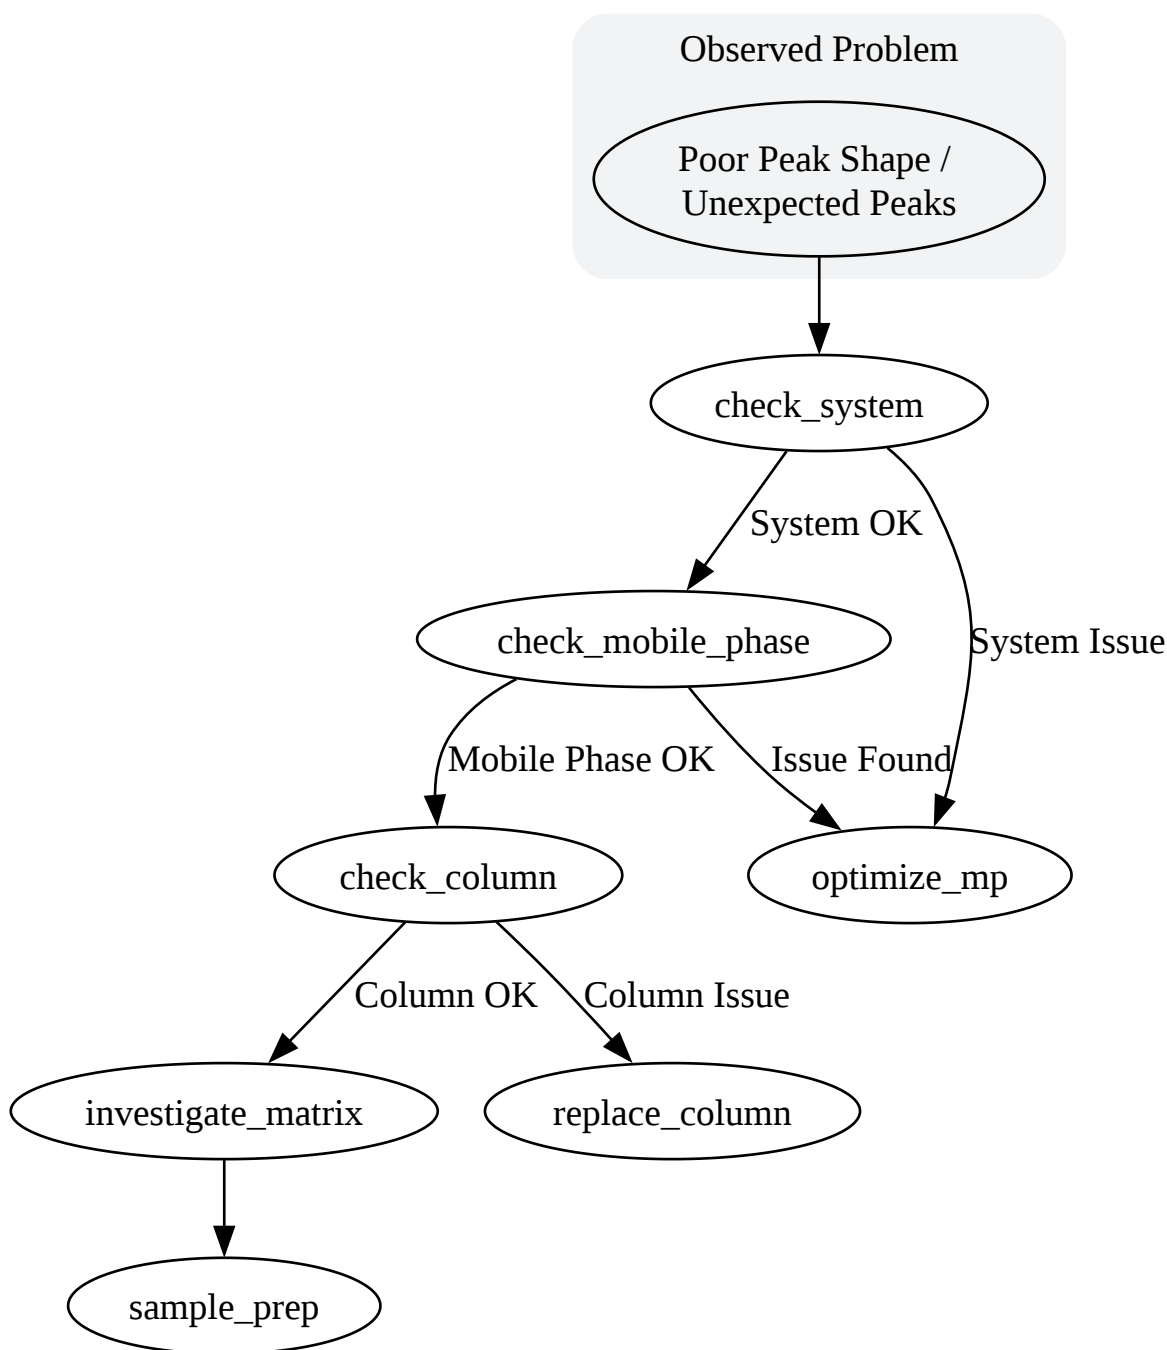 Observed Problem
Poor Peak Shape /
Unexpected Peaks
check_system
System OK
check_mobile_phase
System Issue
Mobile Phase OK
Issue Found
check_column
optimize_mp
Column OK
Column Issue
investigate_matrix
replace_column
sample_prep